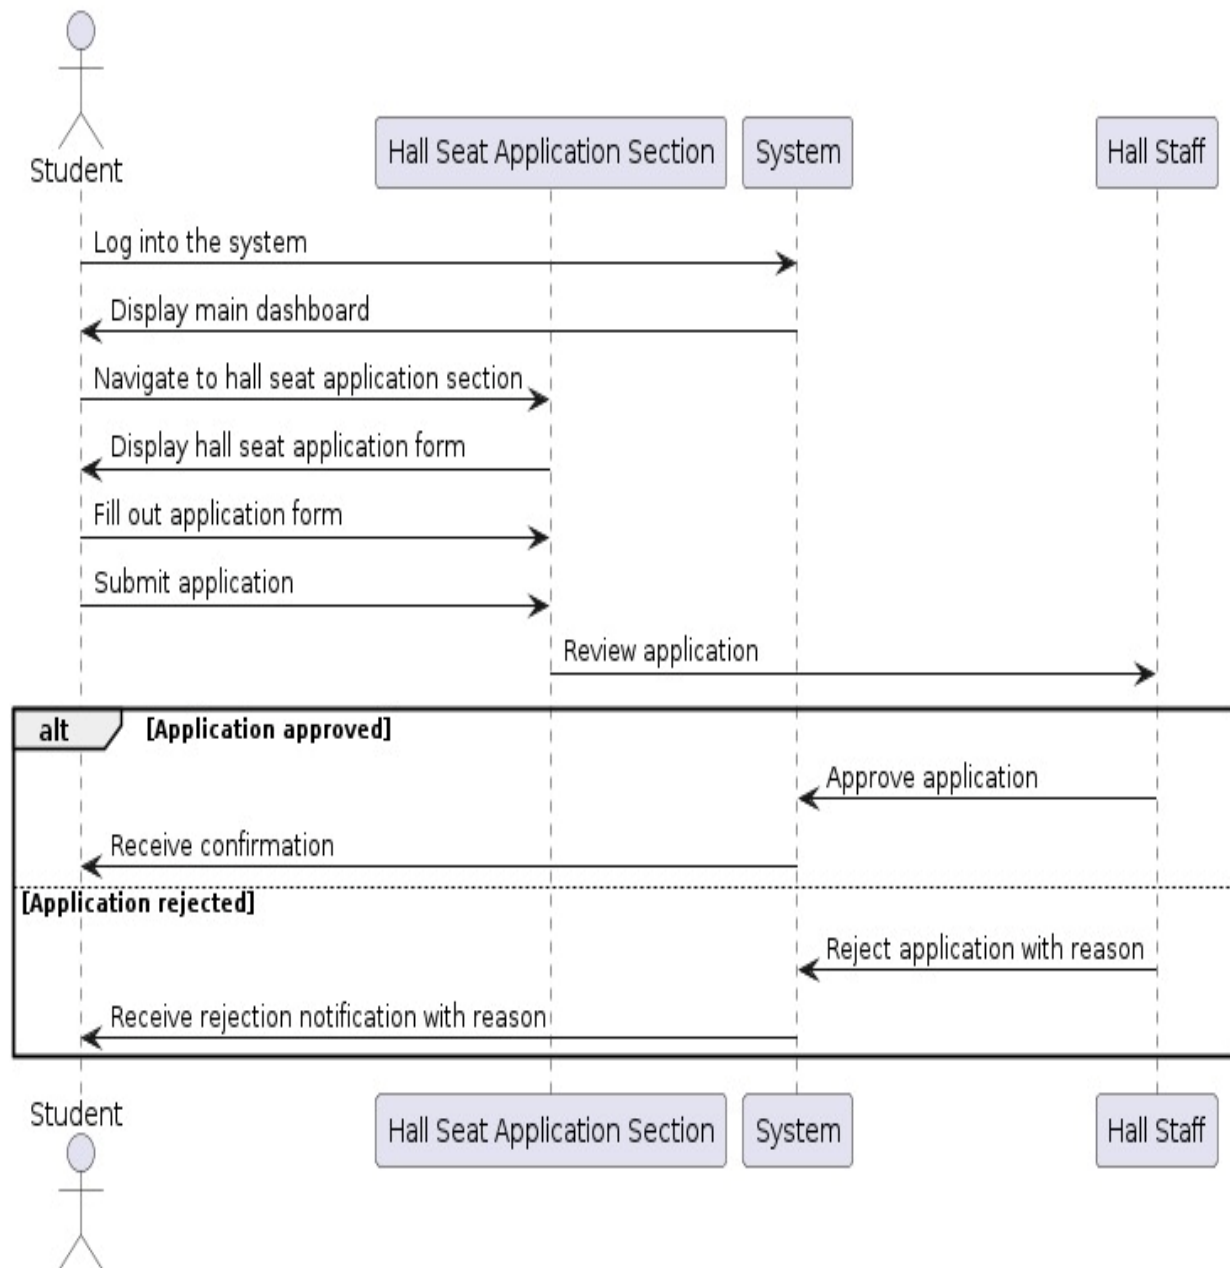 Student
Hall Seat Application Section
System
Hall Staff
Log into the system
Display main dashboard
Navigate to hall seat application section
Display hall seat application form
Fill out application form
Submit application
Review application
alt
[Application approved]
Approve application
Receive confirmation
[Application rejected]
Reject application with reason
Receive rejection notification with reason
Student
Hall Seat Application Section
System
Hall Staff